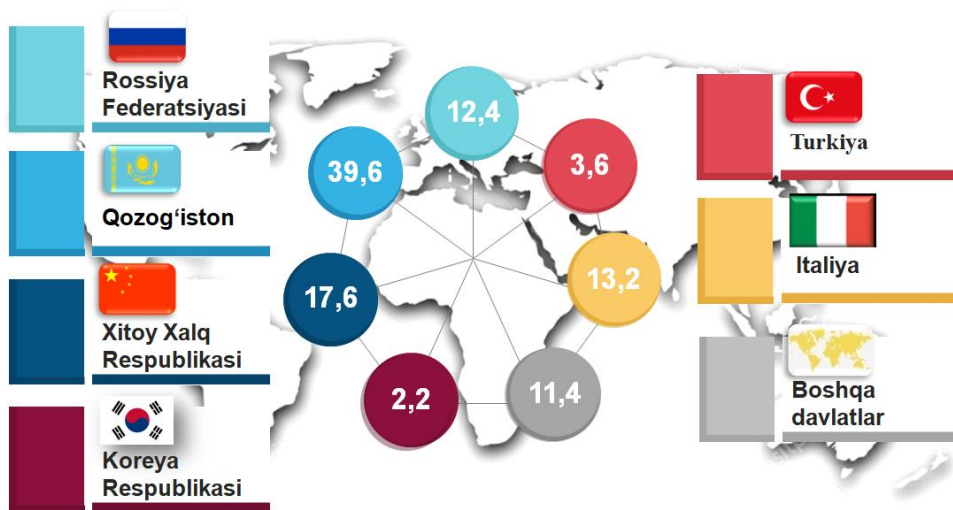 Rossiya
Federatsiyasi
Qozog‘iston
Xitoy Xalq
Respublikasi
Koreya
Respublikasi
12,4
39,6
3,6
17,6
13,2
2,2
11,4
Turkiya
Italiya
Boshqa
davlatlar